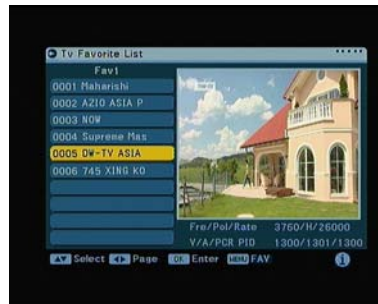 Tv Favorite List
Fav1
0001 Maharishi
0002 AZIO ASIA P
0003 NOW
0004 Supreme Mas
0005 DW-TV ASIA
0006 745 XING KO
Fre/Pol/Rate 3760/H/26000
V/A/PCR PID 1300/1301/1300
Select Page OK Enter MENU FAV